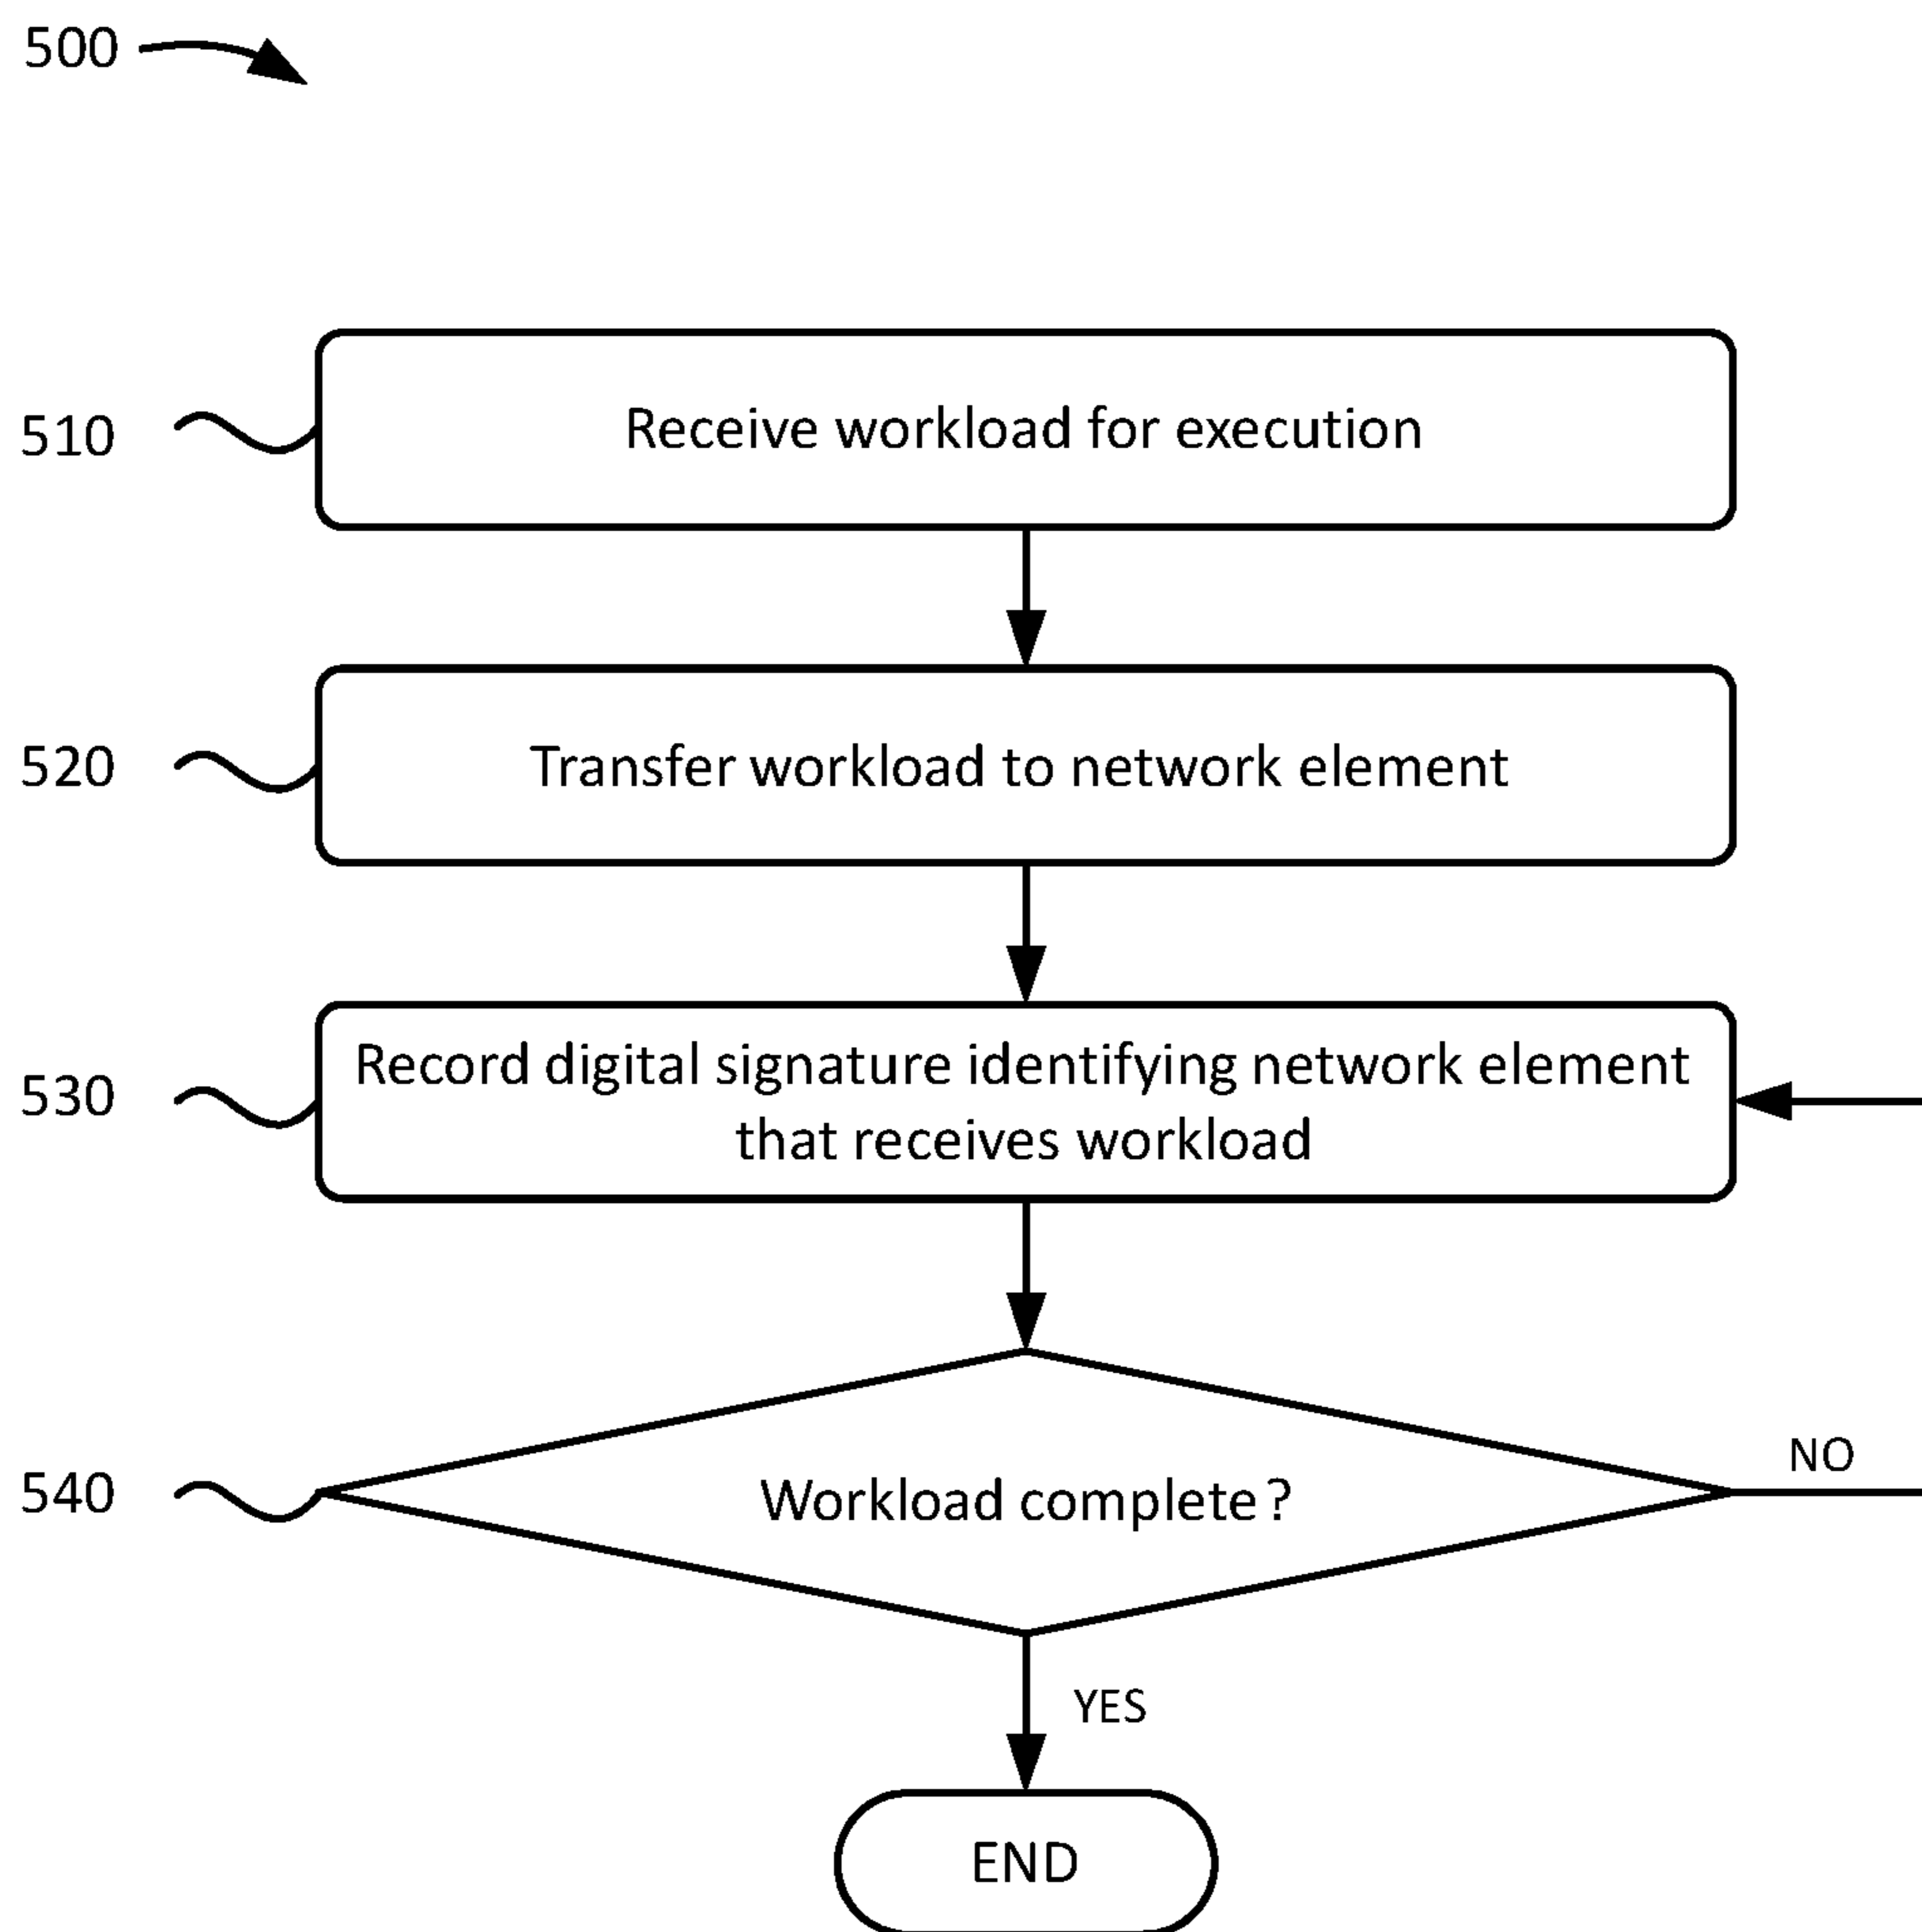 500
510
Receive workload for execution
520
Transfer workload to network element
530
Record digital signature identifying network element
that receives workload
540
Workload complete ?
NO
YES
END